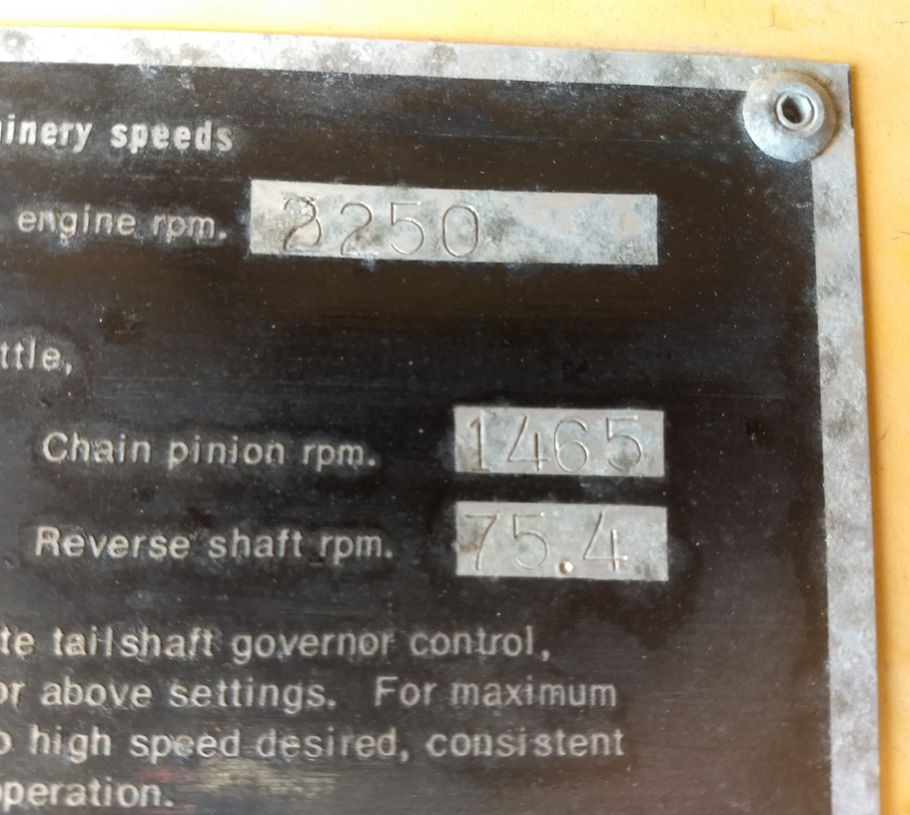 inery speeds
engine rpm.
ttle,
Chain pinion rpm. 1465
Reverse shaft rpm. 75.4
te tailshaft governor control,
or above settings. For maximum
o high speed desired, consistent
operation.